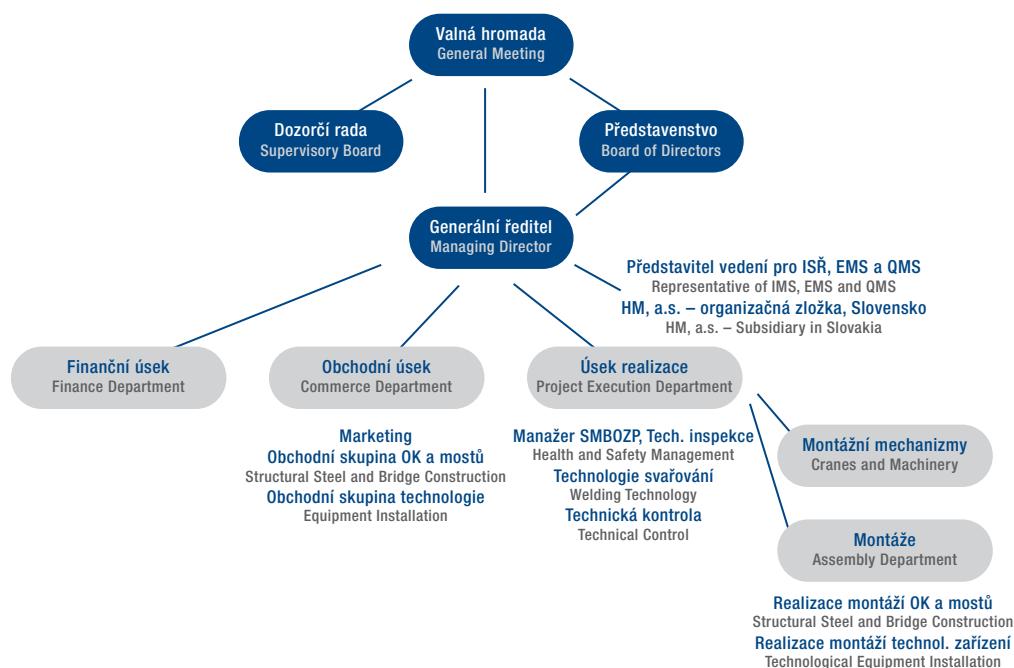 Valná hromada
General Meeting
Dozorčí rada
Supervisory Board
Představenstvo
Board of Directors
Generální ředitel
Managing Director
Představitel vedení pro ISŘ, EMS a QMS
Representative of IMS, EMS and QMS
HM, a.s. – organizačná zložka, Slovensko
HM, a.s. – Subsidiary in Slovakia
Finanční úsek
Finance Department
Obchodní úsek
Commerce Department
Marketing
Obchodní skupina OK a mostů
Structural Steel and Bridge Construction
Obchodní skupina technologie
Equipment Installation
Úsek realizace
Project Execution Department
Manažer SMBOZP, Tech. inspekce
Health and Safety Management
Technologie svařování
Welding Technology
Technická kontrola
Technical Control
Montážní mechanizmy
Cranes and Machinery
Montáže
Assembly Department
Realizace montáží OK a mostů
Structural Steel and Bridge Construction
Realizace montáží technol. zařízení
Technological Equipment Installation